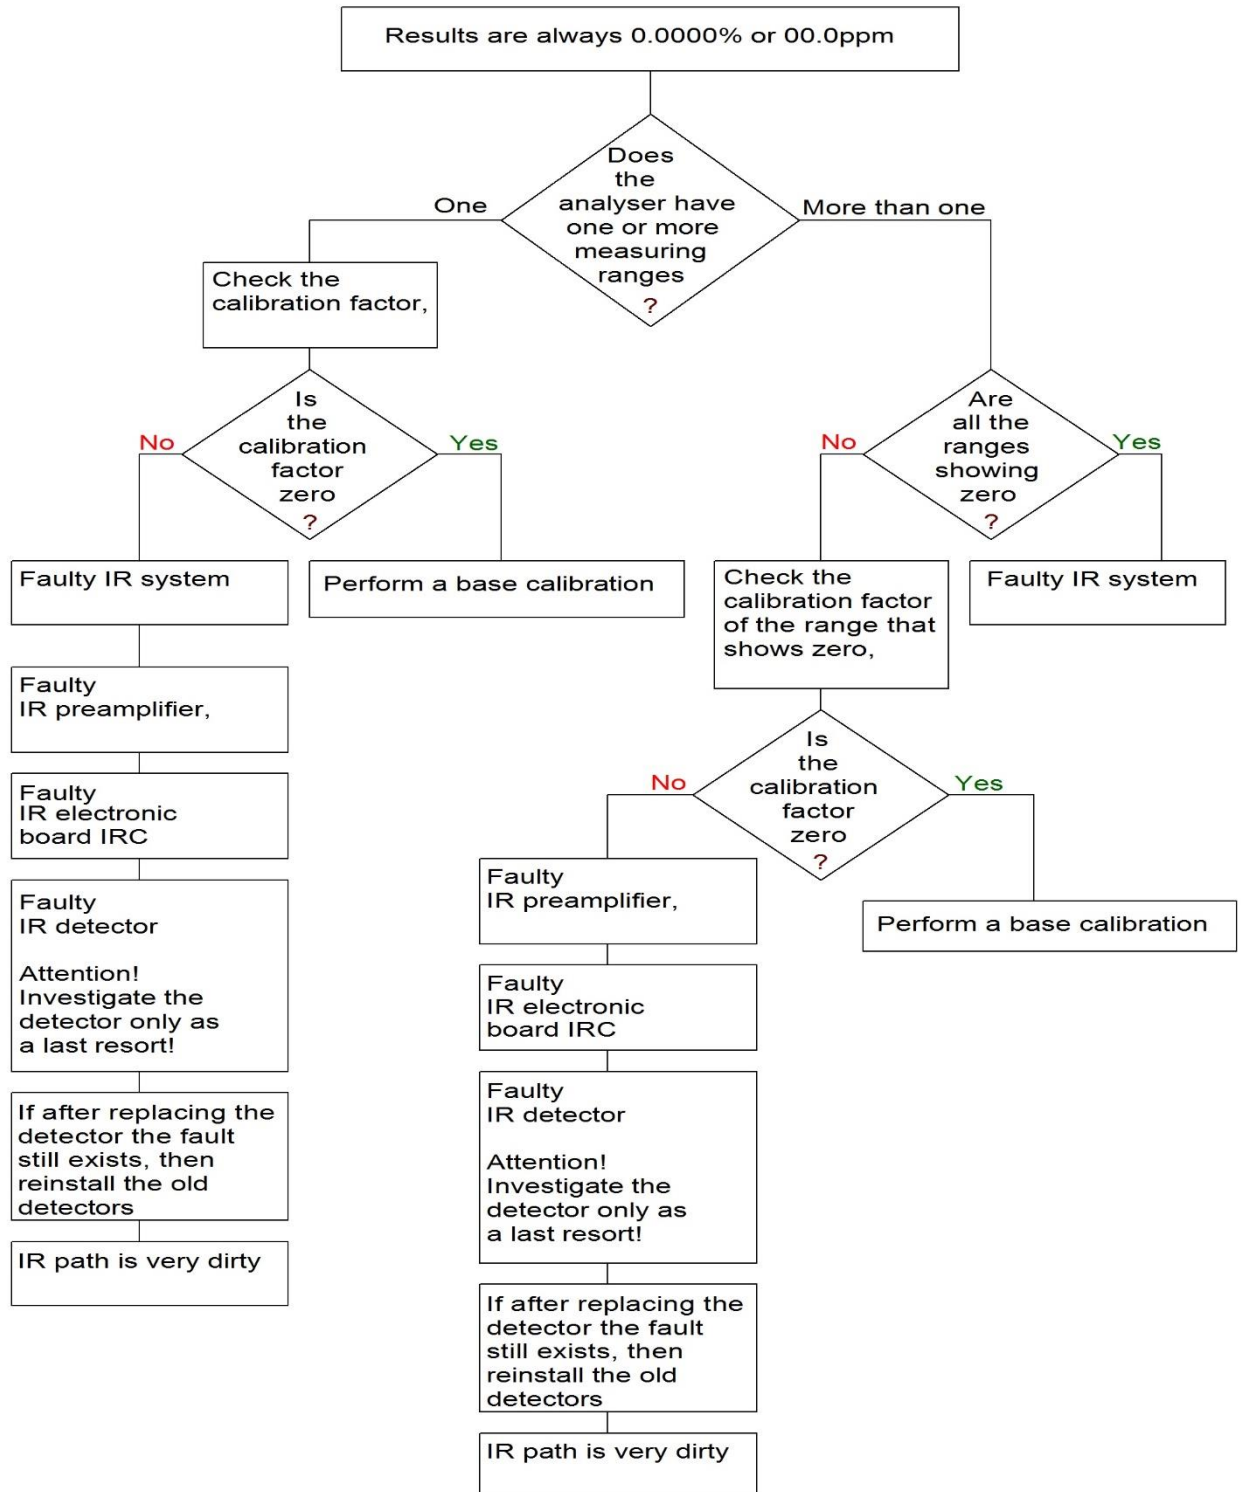 Results are always 0.0000% or 00.0ppm
Does
the
analyser have
one or more
measuring
ranges
?
One
More than one
Check the
calibration factor,
Is
the
calibration
factor
zero
?
No
Yes
Faulty IR system
Perform a base calibration
Faulty
IR preamplifier,
Faulty
IR electronic
board IRC
Faulty
IR detector
Attention!
Investigate the
detector only as
a last resort!
If after replacing the
detector the fault
still exists, then
reinstall the old
detectors
IR path is very dirty
Are
all the
ranges
showing
zero
?
No
Yes
Check the
calibration factor
of the range that
shows zero,
Faulty IR system
Is
the
calibration
factor
zero
?
No
Yes
Faulty
IR preamplifier,
Perform a base calibration
Faulty
IR electronic
board IRC
Faulty
IR detector
Attention!
Investigate the
detector only as
a last resort!
If after replacing the
detector the fault
still exists, then
reinstall the old
detectors
IR path is very dirty